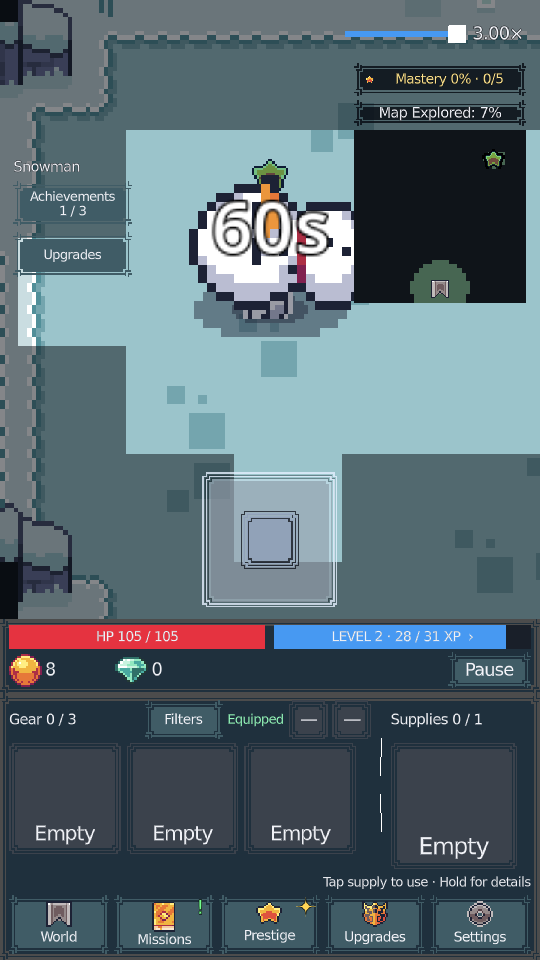 3.00×
Mastery 0% · 0/5
Map Explored: 7%
Snowman
Achievements
1 / 3
Upgrades
60s
HP 105 / 105
LEVEL 2 · 28 / 31 XP ›
8
0
Pause
Gear 0 / 3
Filters
Equipped
—
—
Supplies 0 / 1
Empty
Empty
Empty
Empty
Tap supply to use · Hold for details
World
Missions
!
Prestige
Upgrades
Settings